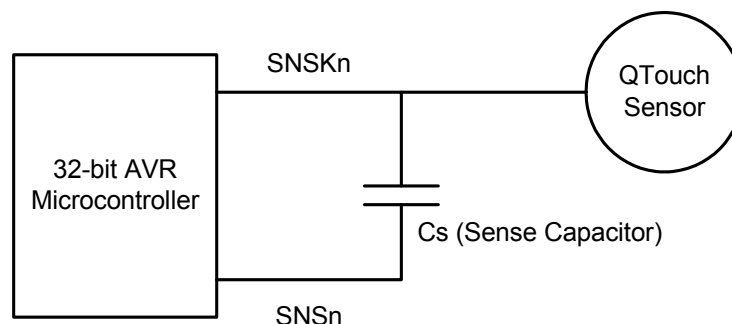 SNSKn
QTouch
Sensor
32-bit AVR
Microcontroller
Cs (Sense Capacitor)
SNSn